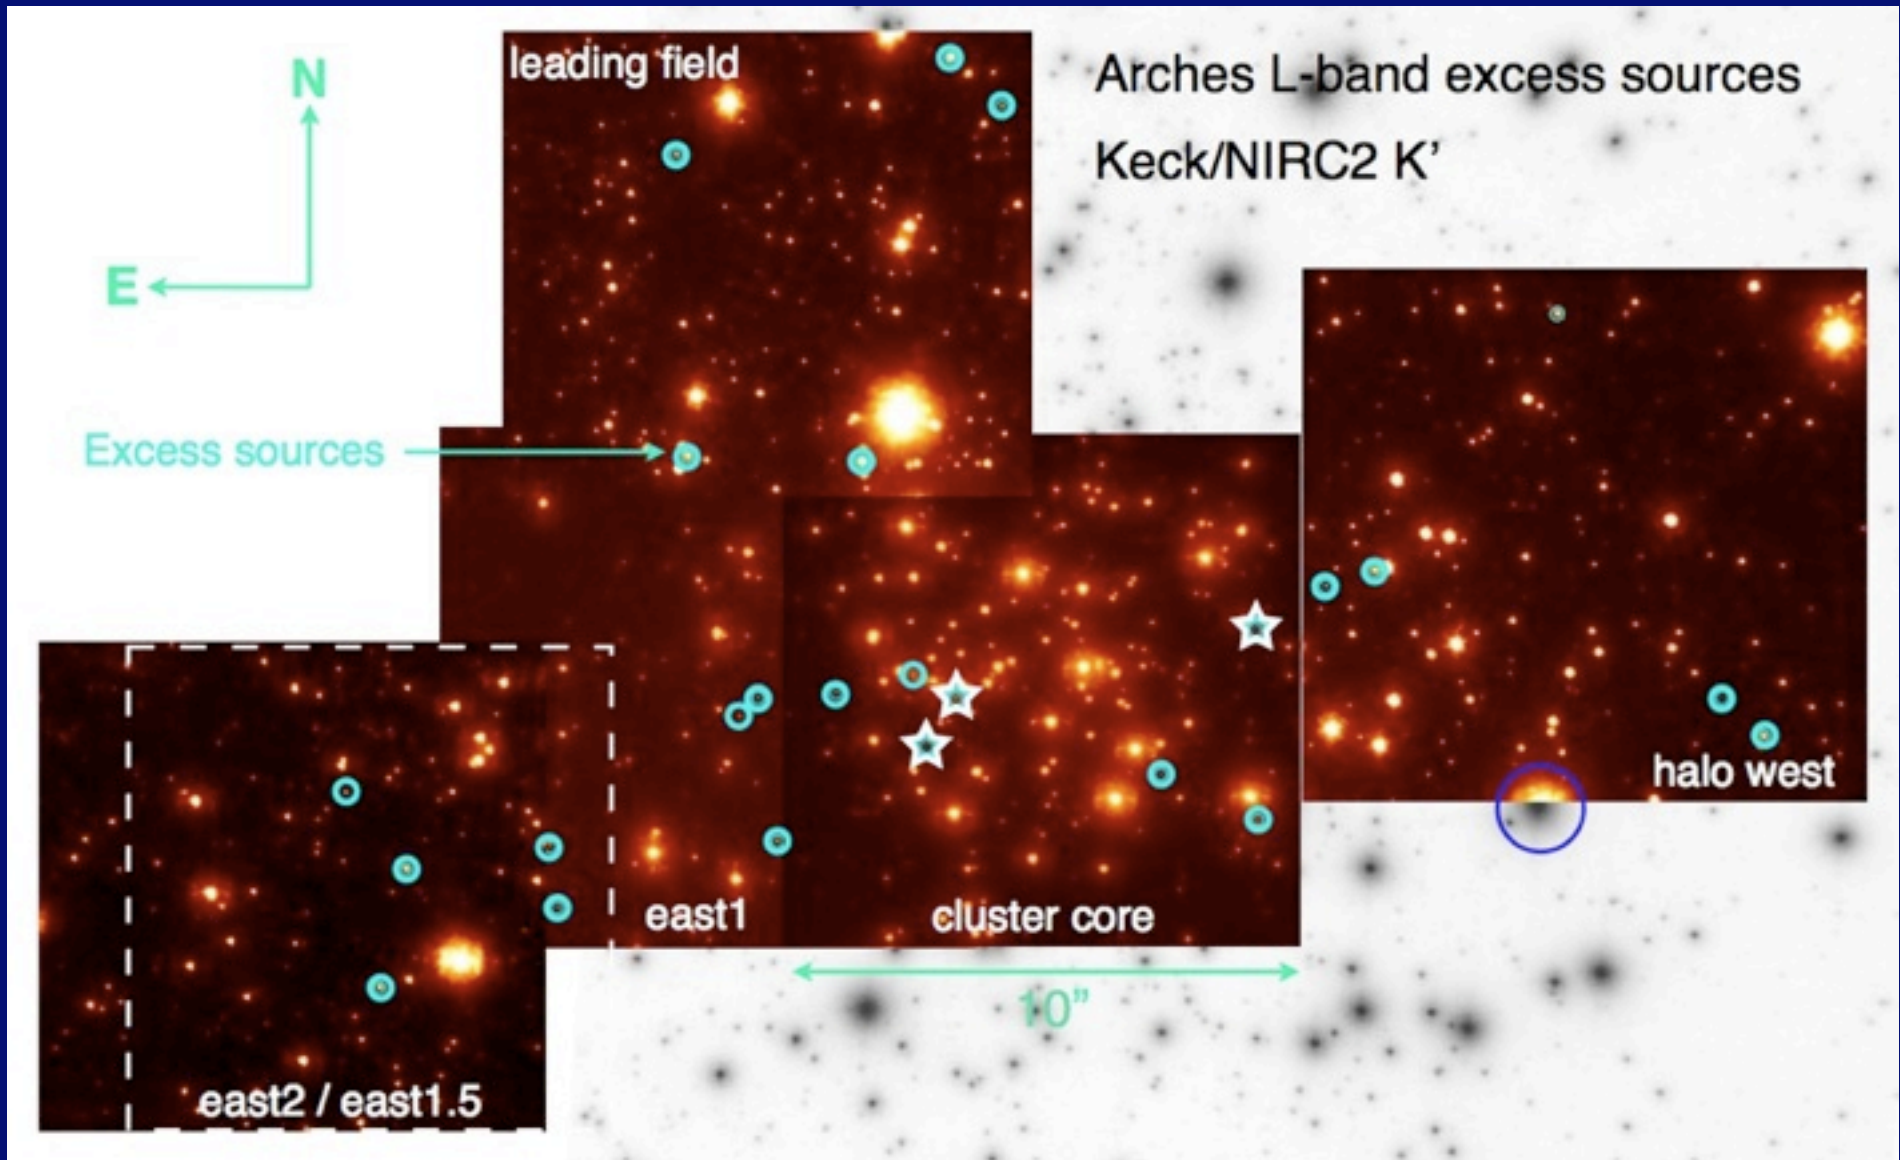 leading field
N
Arches L-band excess sources
Keck/NIRC2 K’
E
Excess sources
halo west
east1
cluster core
10”
east2 / east1.5